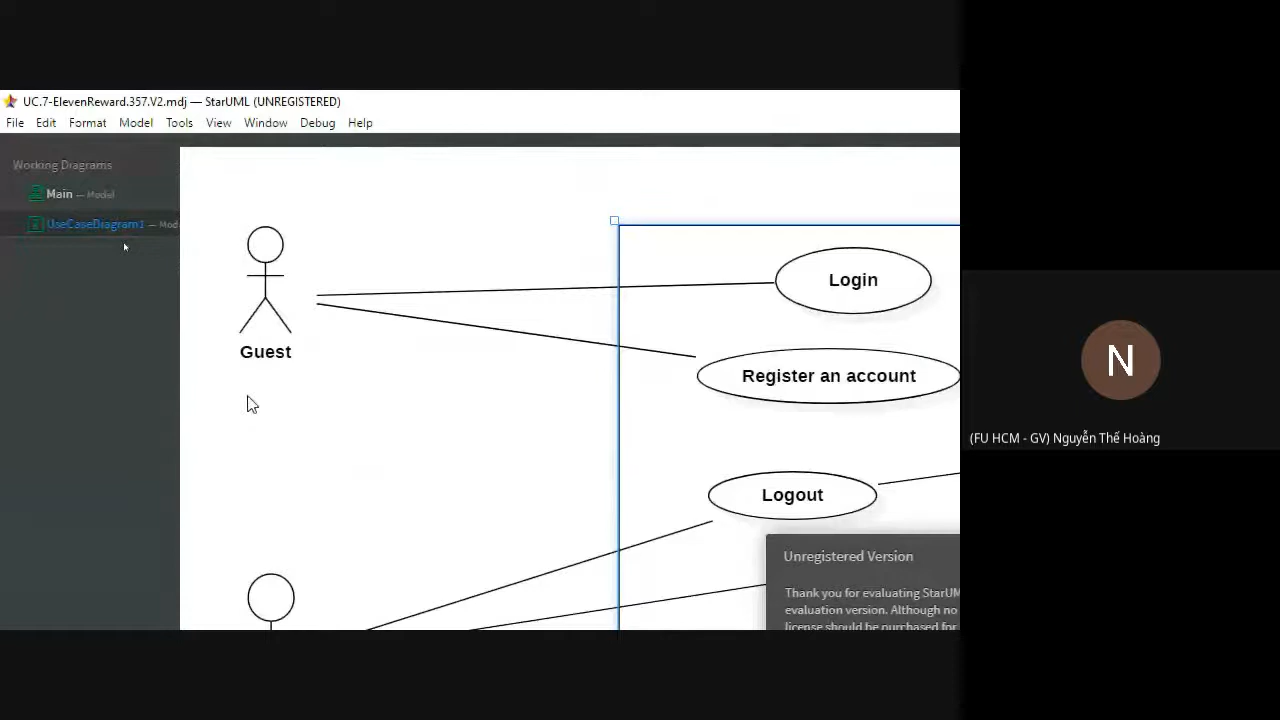 UC.7-ElevenReward.357.V2.mdj — StarUML (UNREGISTERED)
File Edit Format Model Tools View Window Debug Help
Working Diagrams
Main — Model
UseCaseDiagram1 — Mod
Guest
Login
Register an account
Logout
Unregistered Version
Thank you for evaluating StarUM
evaluation version. Although no
license should be purchased for
N
(FU HCM - GV) Nguyễn Thế Hoàng